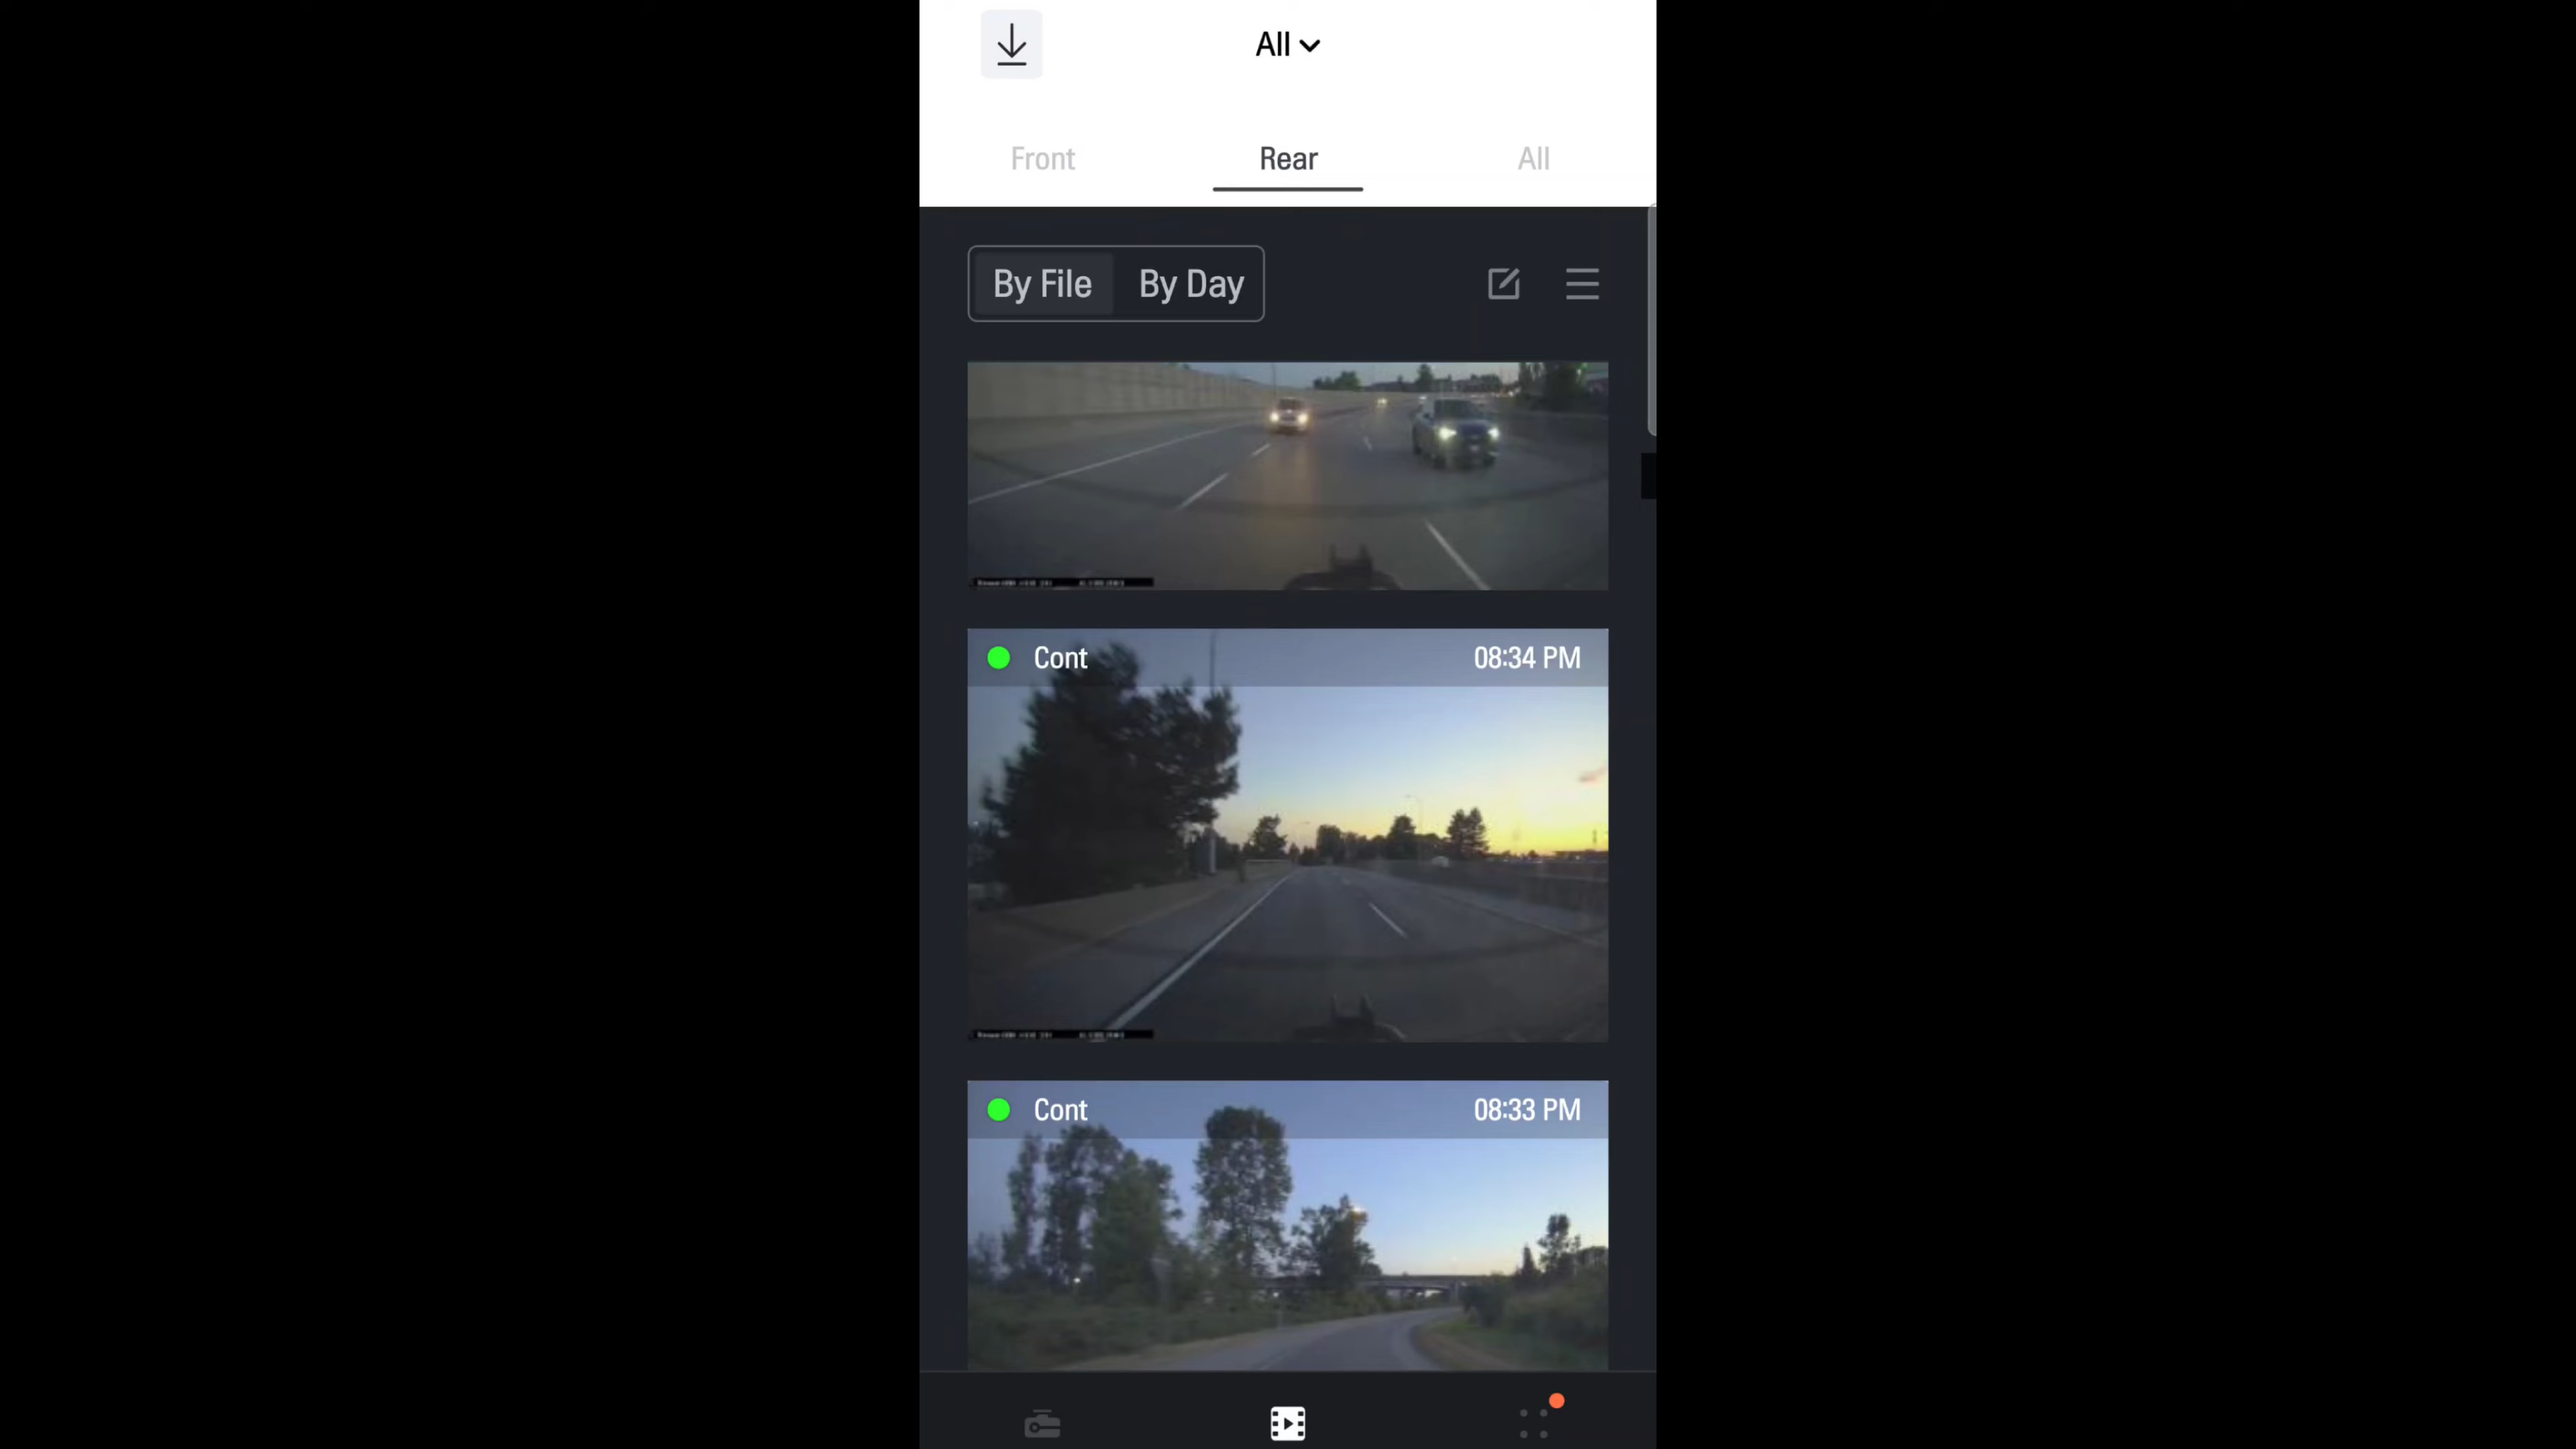 All
Front Rear All
By File By Day
Cont 08:34 PM
Cont 08:33 PM